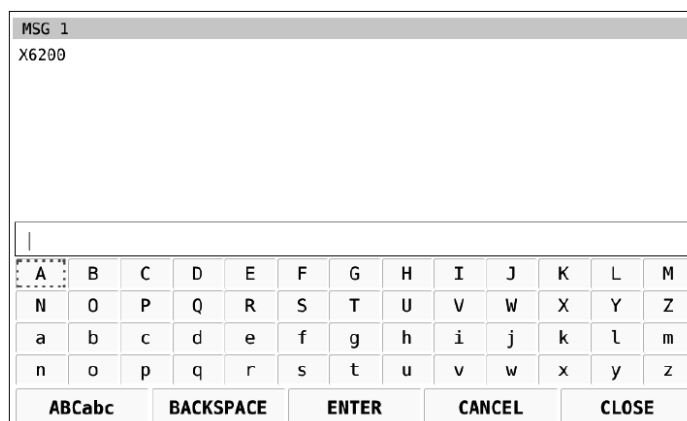 MSG 1
X6200
A B C D E F G H I J K L M
N O P Q R S T U V W X Y Z
a b c d e f g h i j k l m
n o p q r s t u v w x y z
ABCabc BACKSPACE ENTER CANCEL CLOSE